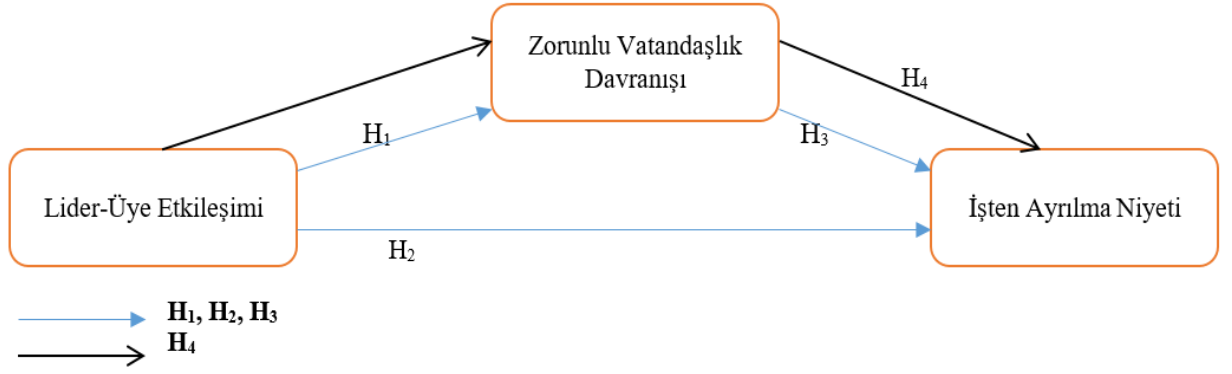 Zorunlu Vatandaşlık
Davranışı
H₄
H₁
H₃
Lider-Üye Etkileşimi
İşten Ayrılma Niyeti
H₂
H₁, H₂, H₃
H₄